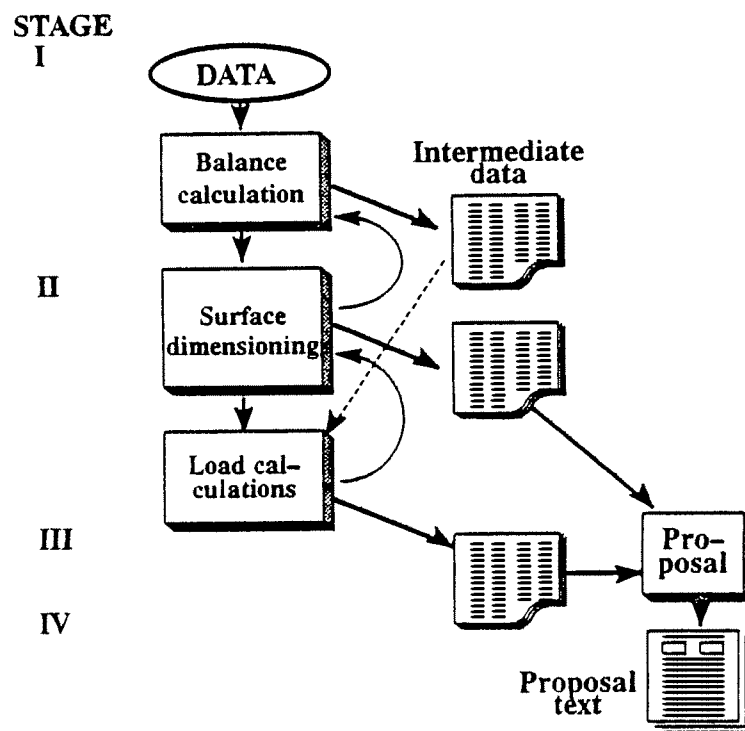 STAGE
I
DATA
Balance
calculation
Intermediate
data
II
Surface
dimensioning
Load cal-
culations
III
Pro-
posal
IV
Proposal
text